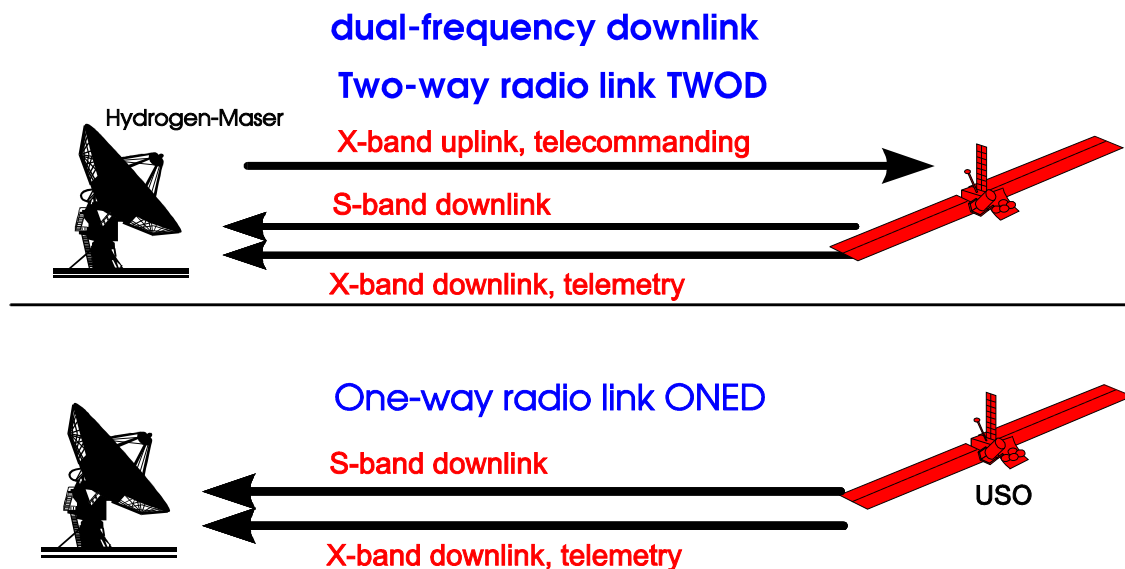 dual-frequency downlink
Two-way radio link TWOD
Hydrogen-Maser
X-band uplink, telecommanding
S-band downlink
X-band downlink, telemetry
One-way radio link ONED
S-band downlink
USO
X-band downlink, telemetry